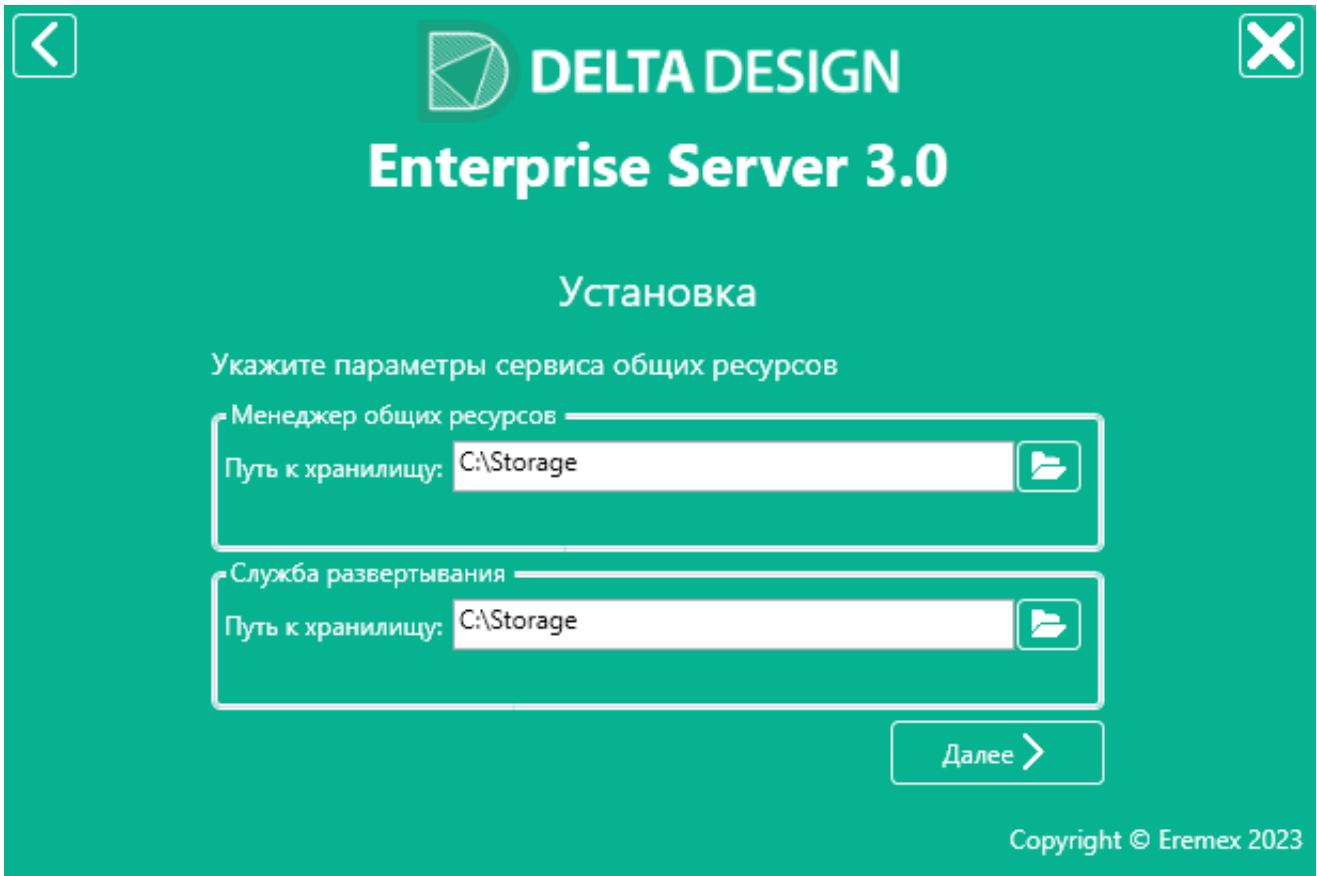 DELTA DESIGN
Enterprise Server 3.0
Установка
Укажите параметры сервиса общих ресурсов
Менеджер общих ресурсов
Путь к хранилищу: C:\Storage
Служба развертывания
Путь к хранилищу: C:\Storage
Далее
Copyright © Eremex 2023